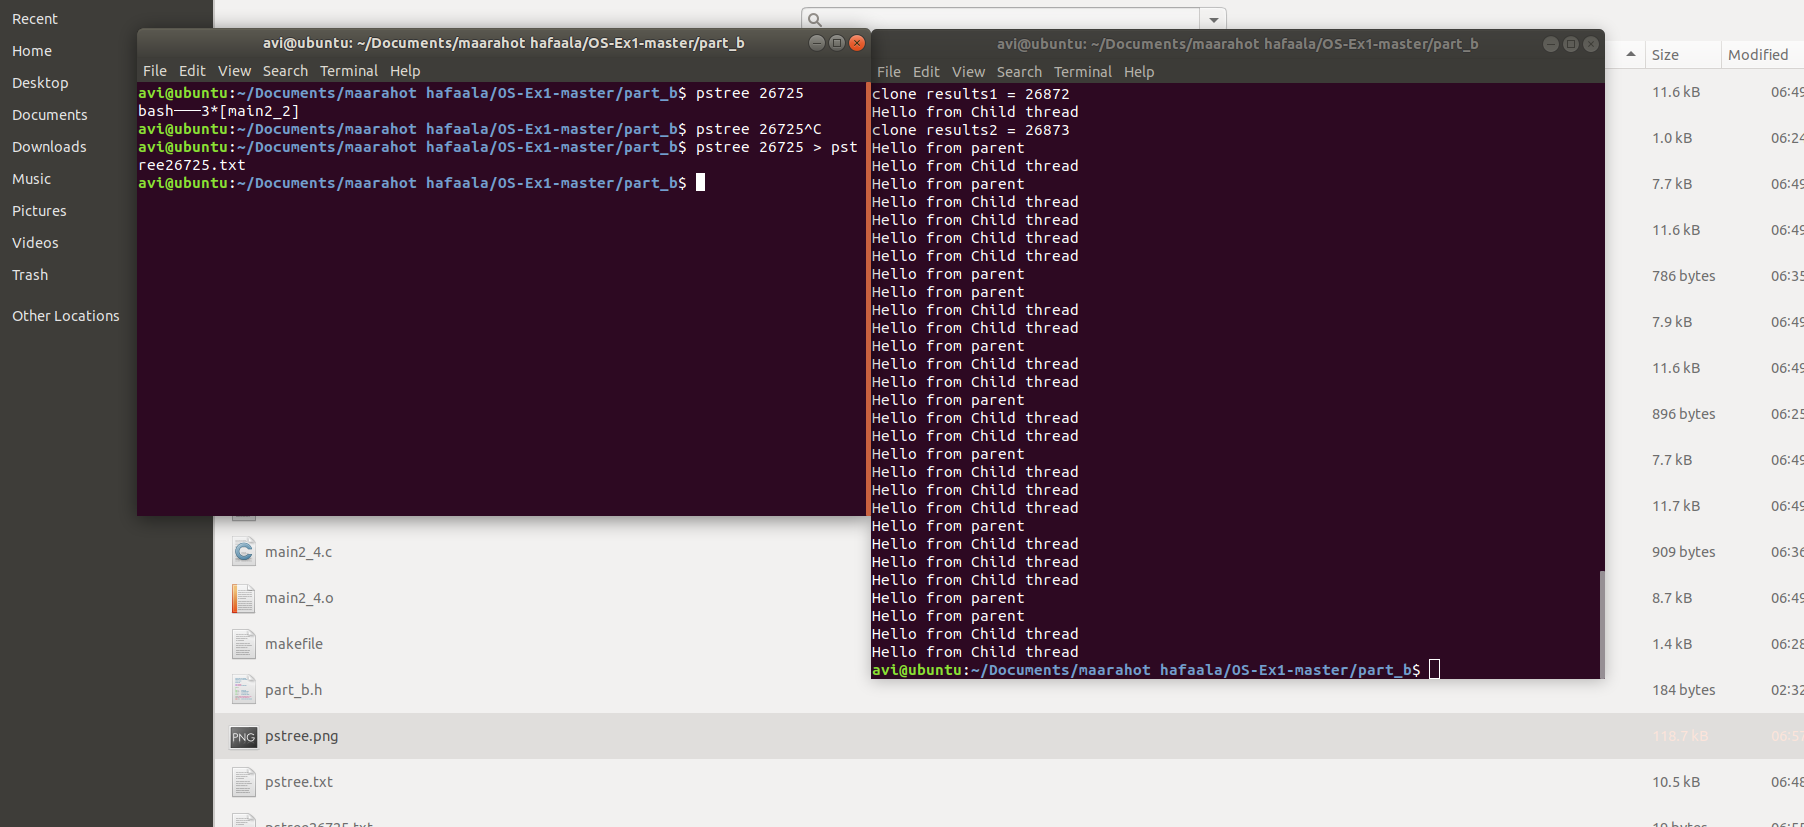 Recent
Home
Desktop
Documents
Downloads
Music
Pictures
Videos
Trash
Other Locations
avi@ubuntu: ~/Documents/maarahot hafaala/OS-Ex1-master/part_b
File Edit View Search Terminal Help
avi@ubuntu:~/Documents/maarahot hafaala/OS-Ex1-master/part_b$ pstree 26725
bash───3*[main2_2]
avi@ubuntu:~/Documents/maarahot hafaala/OS-Ex1-master/part_b$ pstree 26725^C
avi@ubuntu:~/Documents/maarahot hafaala/OS-Ex1-master/part_b$ pstree 26725 > pst
ree26725.txt
avi@ubuntu:~/Documents/maarahot hafaala/OS-Ex1-master/part_b$
avi@ubuntu: ~/Documents/maarahot hafaala/OS-Ex1-master/part_b
File Edit View Search Terminal Help
clone results1 = 26872
Hello from Child thread
clone results2 = 26873
Hello from parent
Hello from Child thread
Hello from parent
Hello from Child thread
Hello from Child thread
Hello from Child thread
Hello from Child thread
Hello from parent
Hello from parent
Hello from Child thread
Hello from Child thread
Hello from parent
Hello from Child thread
Hello from Child thread
Hello from parent
Hello from Child thread
Hello from Child thread
Hello from parent
Hello from Child thread
Hello from Child thread
Hello from Child thread
Hello from parent
Hello from Child thread
Hello from Child thread
Hello from Child thread
Hello from parent
Hello from parent
Hello from Child thread
Hello from Child thread
avi@ubuntu:~/Documents/maarahot hafaala/OS-Ex1-master/part_b$
Size Modified
11.6 kB 06:49
1.0 kB 06:24
7.7 kB 06:49
11.6 kB 06:49
786 bytes 06:35
7.9 kB 06:49
11.6 kB 06:49
896 bytes 06:25
7.7 kB 06:49
11.7 kB 06:49
main2_4.c 909 bytes 06:36
main2_4.o 8.7 kB 06:49
makefile 1.4 kB 06:28
part_b.h 184 bytes 02:32
PNG pstree.png 118.7 kB 06:57
pstree.txt 10.5 kB 06:48
pstree26725.txt 19 bytes 06:55